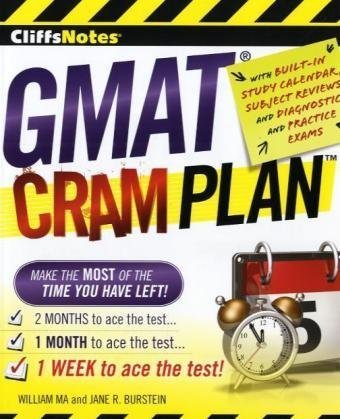 CliffsNotes®
GMAT®
CRAM PLAN™
WITH BUILT-IN
STUDY CALENDAR,
SUBJECT REVIEWS,
AND DIAGNOSTIC
AND PRACTICE
EXAMS
MAKE THE MOST OF THE
TIME YOU HAVE LEFT!
2 MONTHS to ace the test...
1 MONTH to ace the test...
1 WEEK to ace the test!
5
WILLIAM MA AND JANE R. BURSTEIN